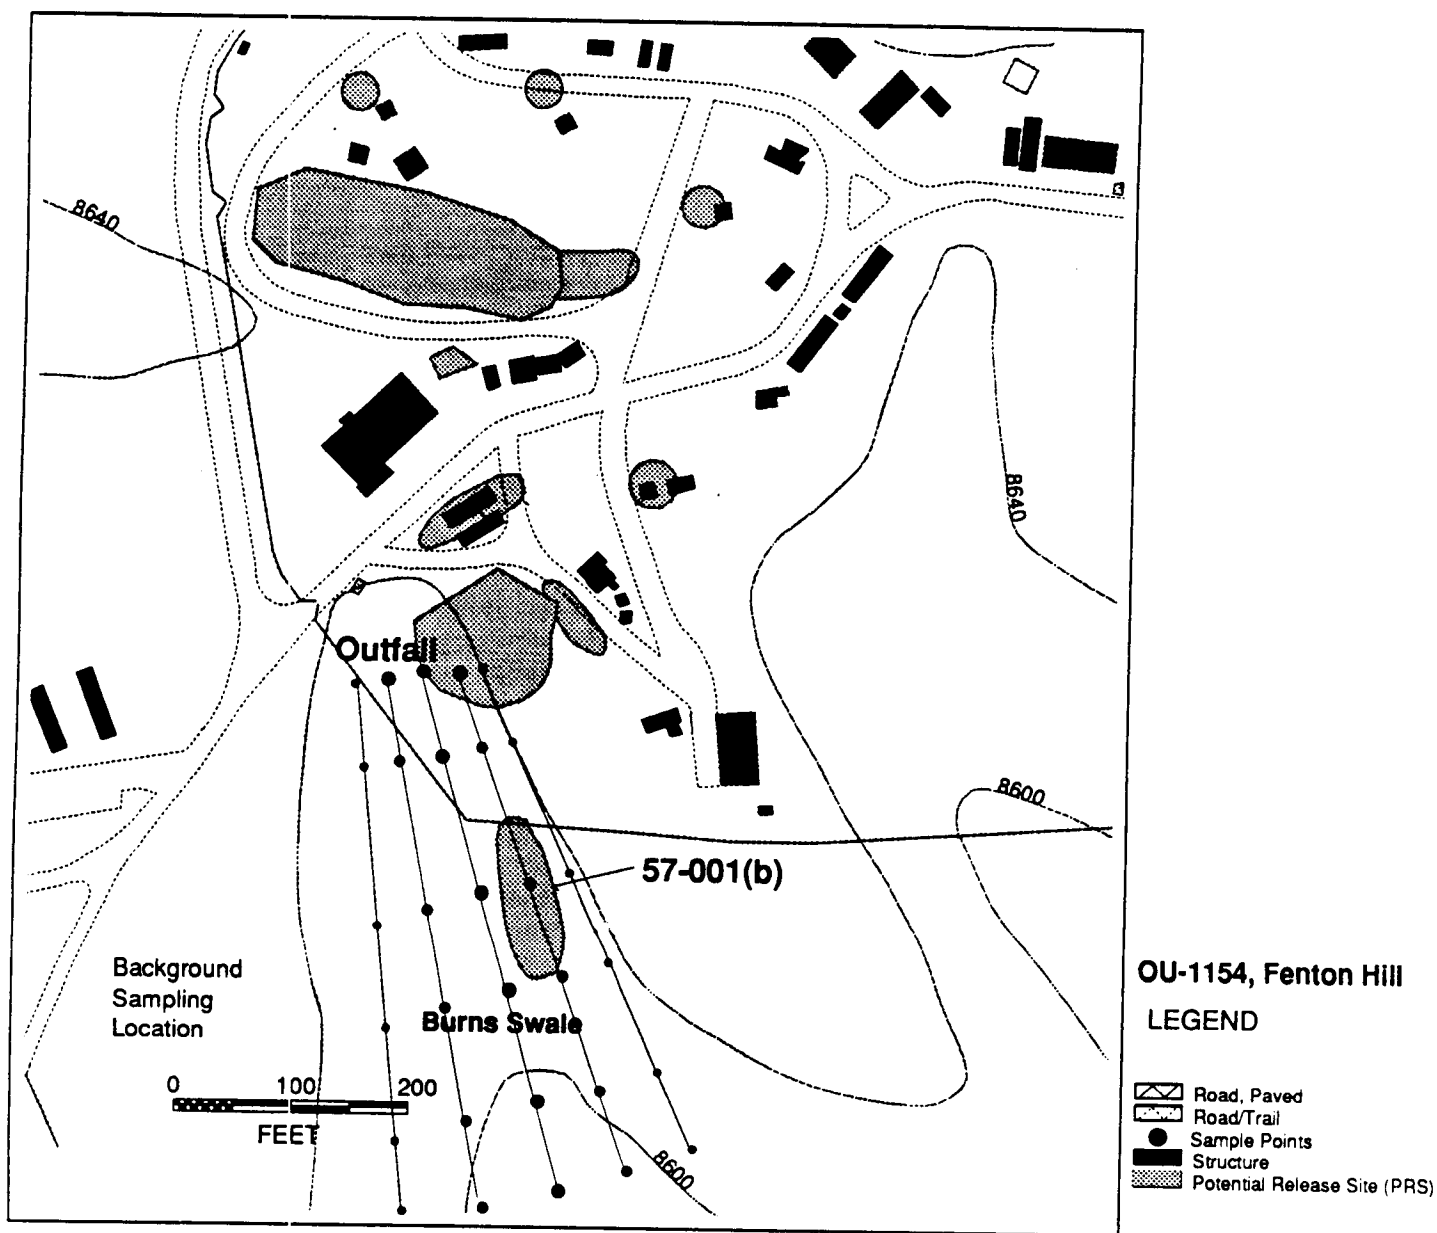 8640
8640
Outfall
8600
57-001(b)
Background
Sampling
Location
Burns Swale
0 100 200
FEET
8600
OU-1154, Fenton Hill
LEGEND
Road, Paved
Road/Trail
Sample Points
Structure
Potential Release Site (PRS)